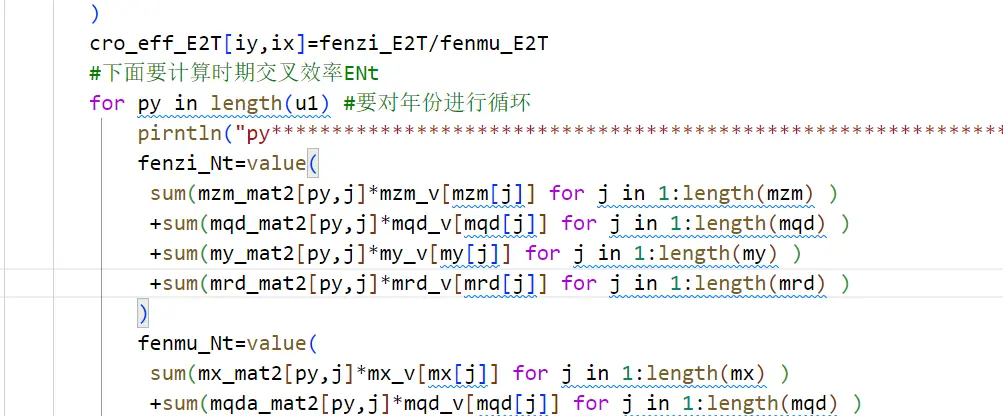 )
cro_eff_E2T[iy,ix]=fenzi_E2T/fenmu_E2T
#下面要计算时期交叉效率ENt
for py in length(u1) #要对年份进行循环
pirntln("py*************************************************************
fenzi_Nt=value(
sum(mzm_mat2[py,j]*mzm_v[mzm[j]] for j in 1:length(mzm) )
+sum(mqd_mat2[py,j]*mqd_v[mqd[j]] for j in 1:length(mqd) )
+sum(my_mat2[py,j]*my_v[my[j]] for j in 1:length(my) )
+sum(mrd_mat2[py,j]*mrd_v[mrd[j]] for j in 1:length(mrd) )
)
fenmu_Nt=value(
sum(mx_mat2[py,j]*mx_v[mx[j]] for j in 1:length(mx) )
+sum(mqda_mat2[py,j]*mqd_v[mqd[j]] for j in 1:length(mqd) )